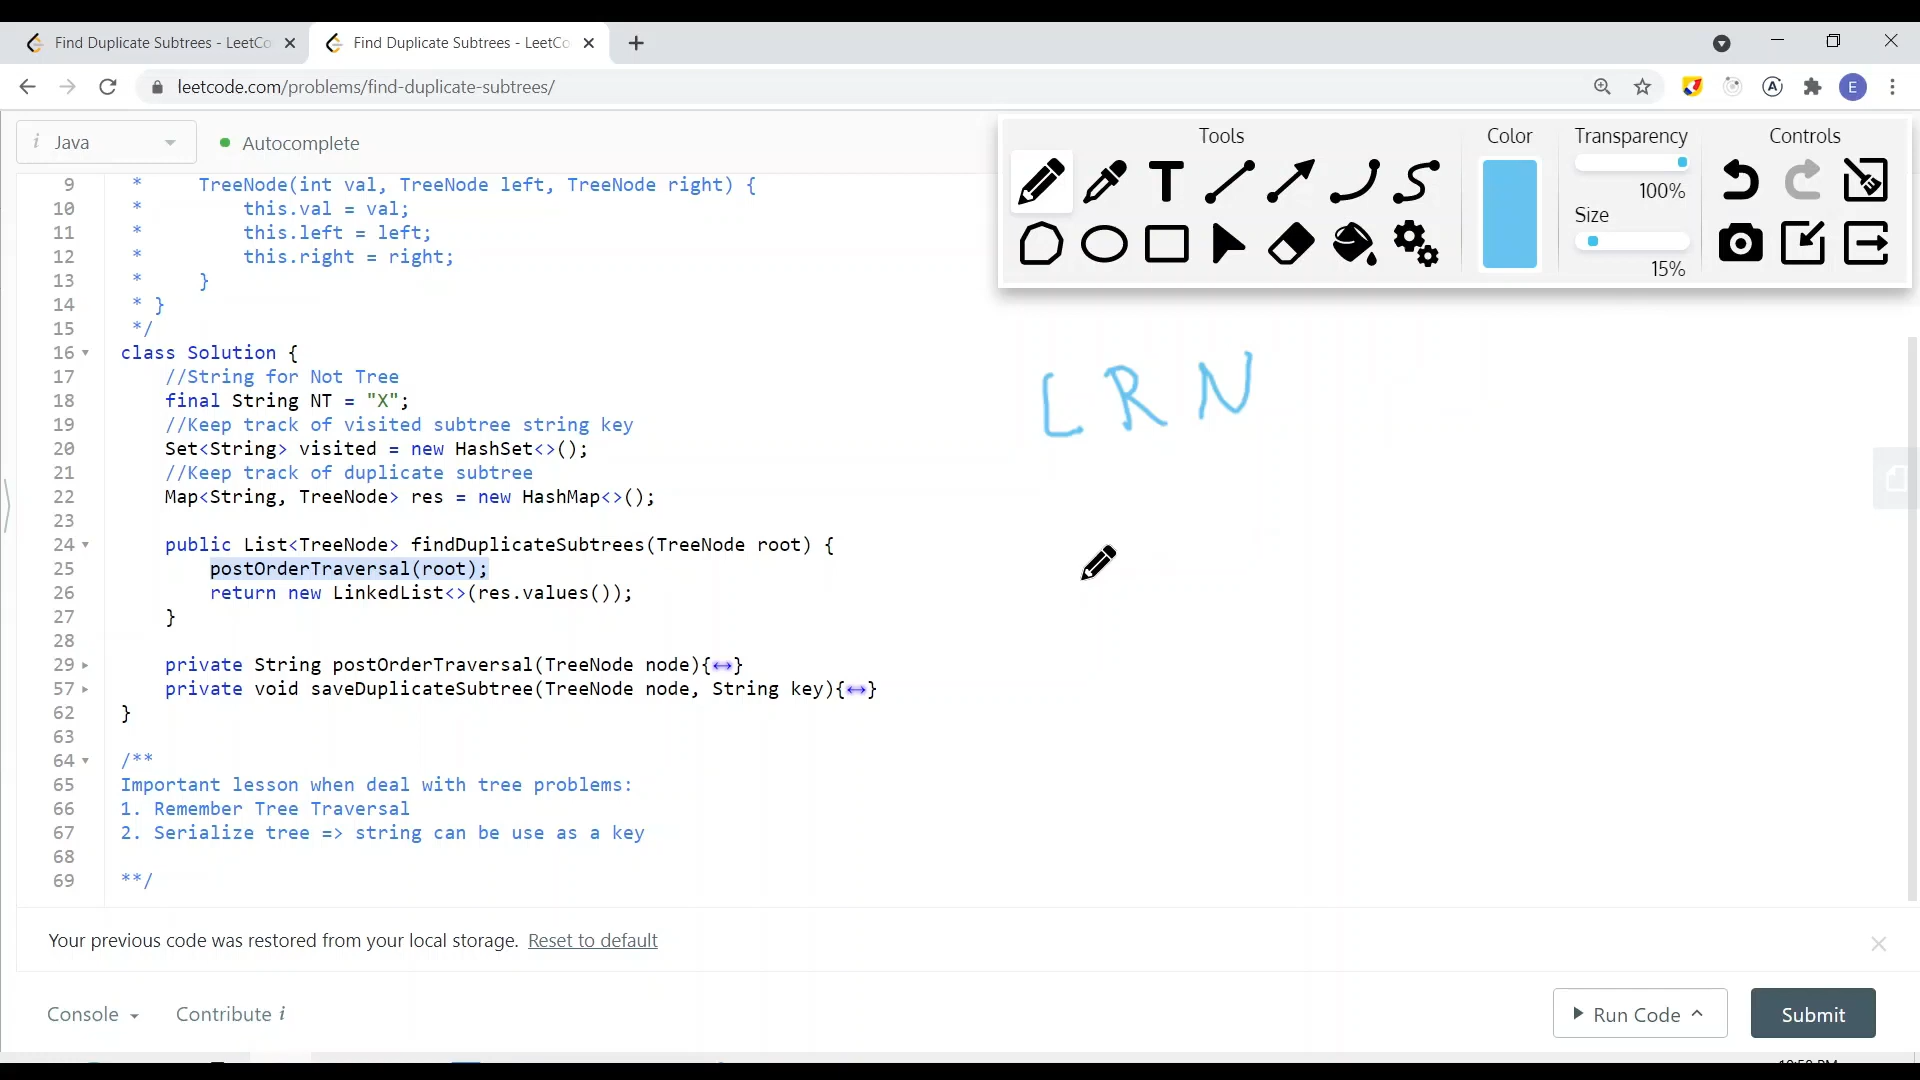 Find Duplicate Subtrees - LeetCo
Find Duplicate Subtrees - LeetCo
leetcode.com/problems/find-duplicate-subtrees/
A
E
i Java
Autocomplete
Tools
Color
Transparency
Controls
100%
Size
15%
T
9 * TreeNode(int val, TreeNode left, TreeNode right) {
10 * this.val = val;
11 * this.left = left;
12 * this.right = right;
13 * }
14 * }
15 */
16 class Solution {
17 //String for Not Tree
18 final String NT = "X";
19 //Keep track of visited subtree string key
20 Set<String> visited = new HashSet<>();
21 //Keep track of duplicate subtree
22 Map<String, TreeNode> res = new HashMap<>();
23
24 public List<TreeNode> findDuplicateSubtrees(TreeNode root) {
25 postOrderTraversal(root);
26 return new LinkedList<>(res.values());
27 }
28
29 private String postOrderTraversal(TreeNode node){↔}
57 private void saveDuplicateSubtree(TreeNode node, String key){↔}
62 }
63
64 /**
65 Important lesson when deal with tree problems:
66 1. Remember Tree Traversal
67 2. Serialize tree => string can be use as a key
68
69 **/
L R N
Your previous code was restored from your local storage. Reset to default
Console
Contribute i
Run Code
Submit